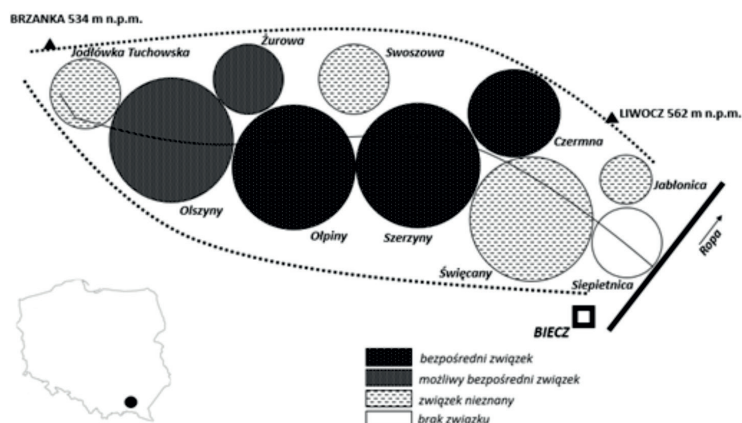 BRZANKA 534 m n.p.m.
Jodłówka Tuchowska
Żurowa
Swoszowa
Czermna
LIWOCZ 562 m n.p.m.
Jabłonica
Olszyny
Ołpiny
Szerzyny
Święcany
Siepietnica
Ropa
BIECZ
bezpośredni związek
możliwy bezpośredni związek
związek nieznany
brak związku